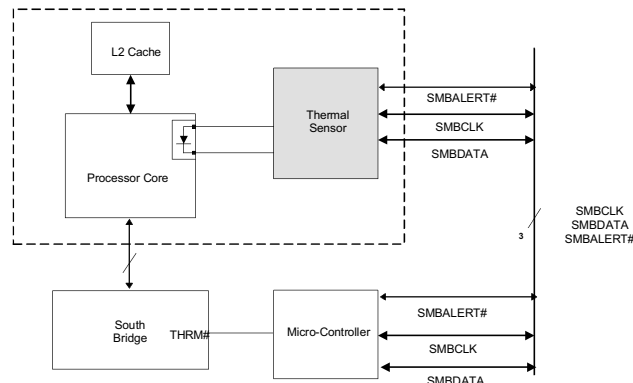 L2 Cache
Thermal
Sensor
Processor Core
SMBALERT#
SMBCLK
SMBDATA
3
SMBCLK
SMBDATA
SMBALERT#
South
Bridge
THRM#
Micro-Controller
SMBALERT#
SMBCLK
SMBDATA